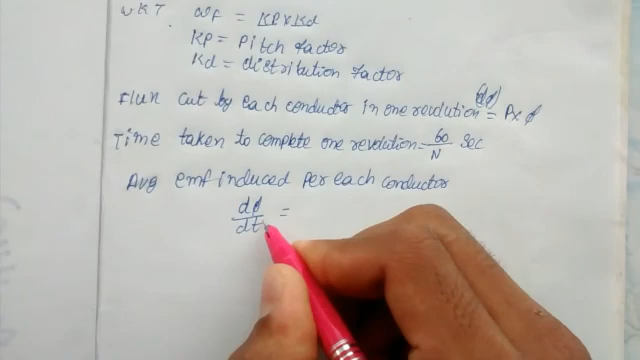 WKT. Wf = KP×Kd
KP = Pitch factor
Kd = distribution factor
Flux cut by each conductor in one revolution (dϕ) = P×ϕ
Time taken to complete one revolution = 60/N Sec
Avg emf induced per each conductor
dϕ/dt =